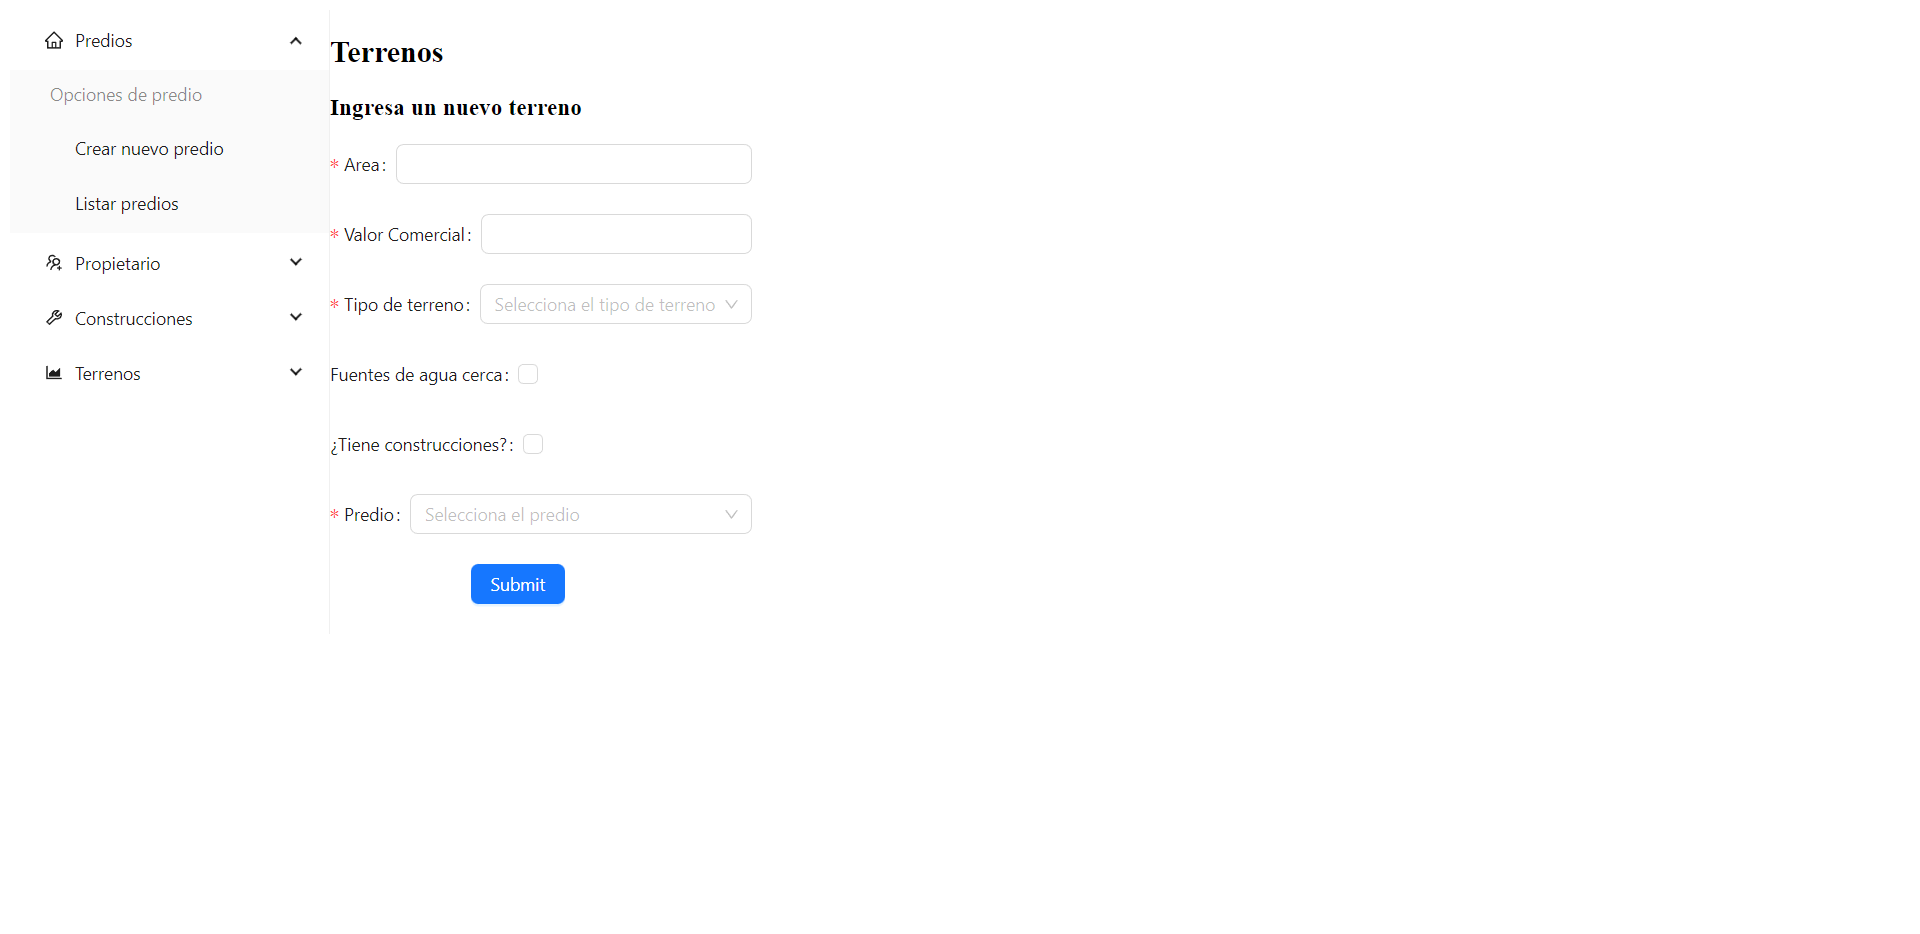 Predios
Opciones de predio
Crear nuevo predio
Listar predios
Propietario
Construcciones
Terrenos
Terrenos
Ingresa un nuevo terreno
* Area:
* Valor Comercial:
* Tipo de terreno: Selecciona el tipo de terreno
Fuentes de agua cerca:
¿Tiene construcciones?:
* Predio: Selecciona el predio
Submit